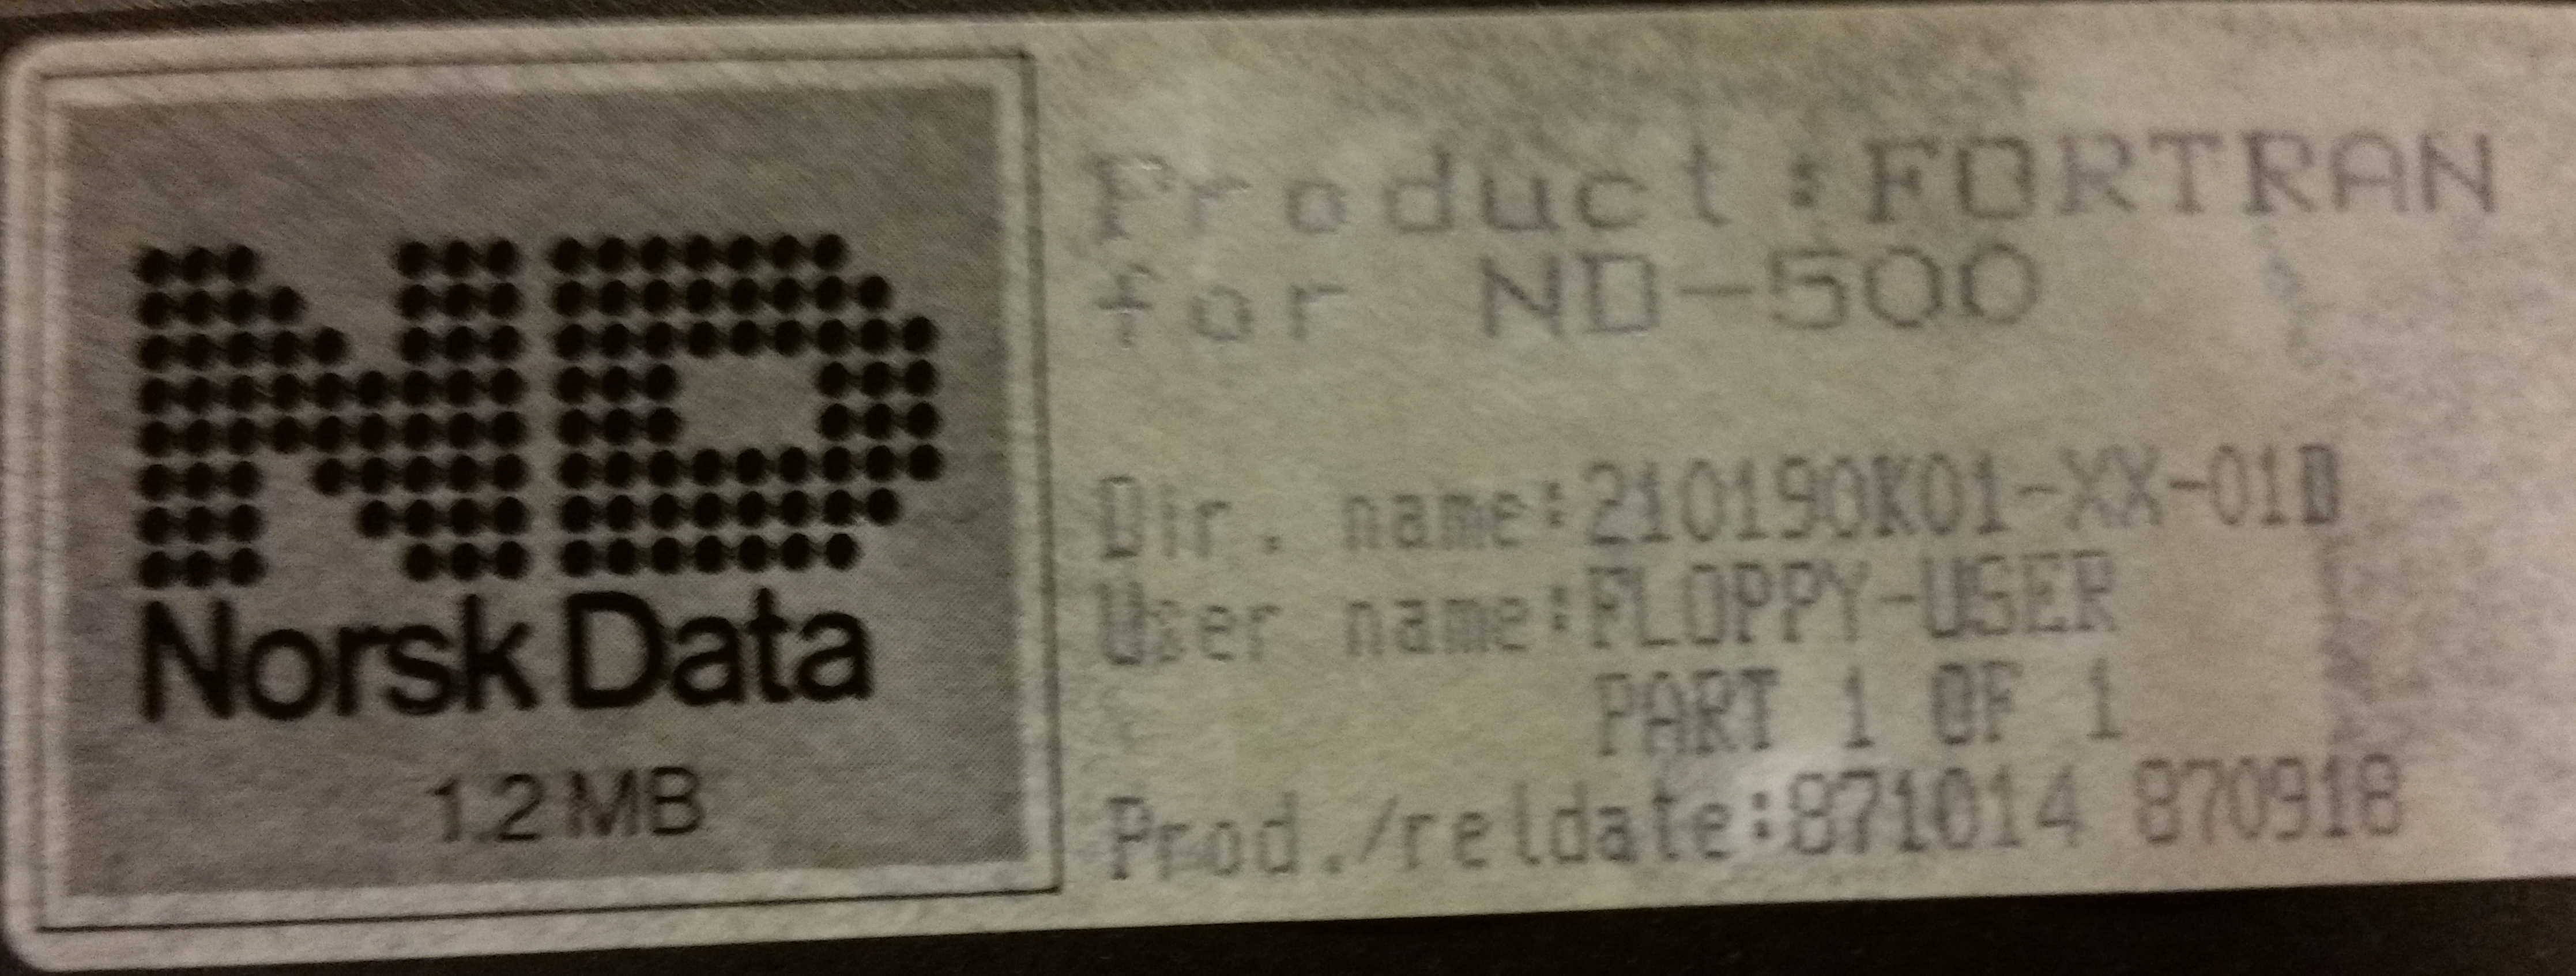 ND
Norsk Data
1.2 MB
Product:FORTRAN
for ND-500
Dir. name:210190K01-XX-01D
User name:FLOPPY-USER
PART 1 OF 1
Prod./reldate:871014 870918